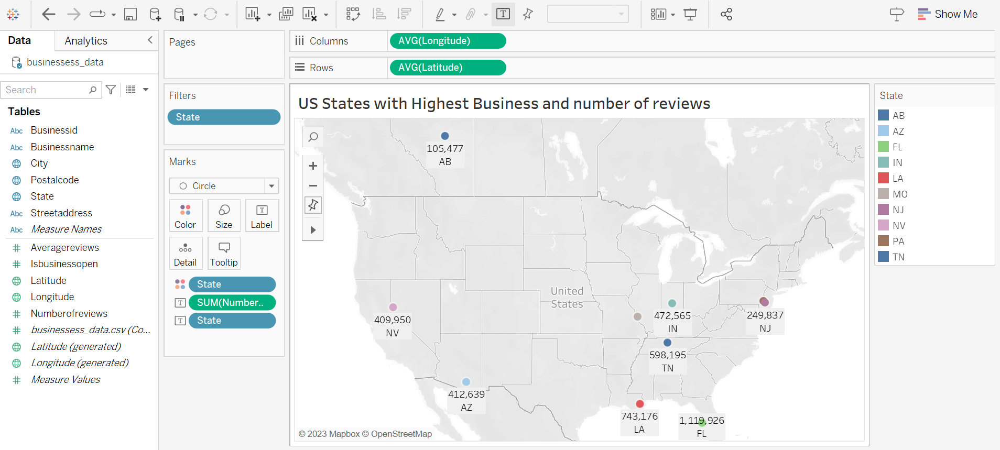 Show Me
Data
Analytics
businessess_data
Search
Tables
Abc Businessid
Abc Businessname
City
Postalcode
State
Abc Streetaddress
Abc Measure Names
Averagereviews
Isbusinessopen
Latitude
Longitude
Numberofreviews
businessess_data.csv (Co...
Latitude (generated)
Longitude (generated)
Measure Values
Pages
Filters
State
Marks
Circle
Color
Size
Label
Detail
Tooltip
State
SUM(Number..
State
Columns
AVG(Longitude)
Rows
AVG(Latitude)
US States with Highest Business and number of reviews
105,477
AB
United
States
409,950
NV
472,565
IN
249,837
NJ
598,195
TN
412,639
AZ
743,176
LA
1,119,926
FL
© 2023 Mapbox © OpenStreetMap
State
AB
AZ
FL
IN
LA
MO
NJ
NV
PA
TN